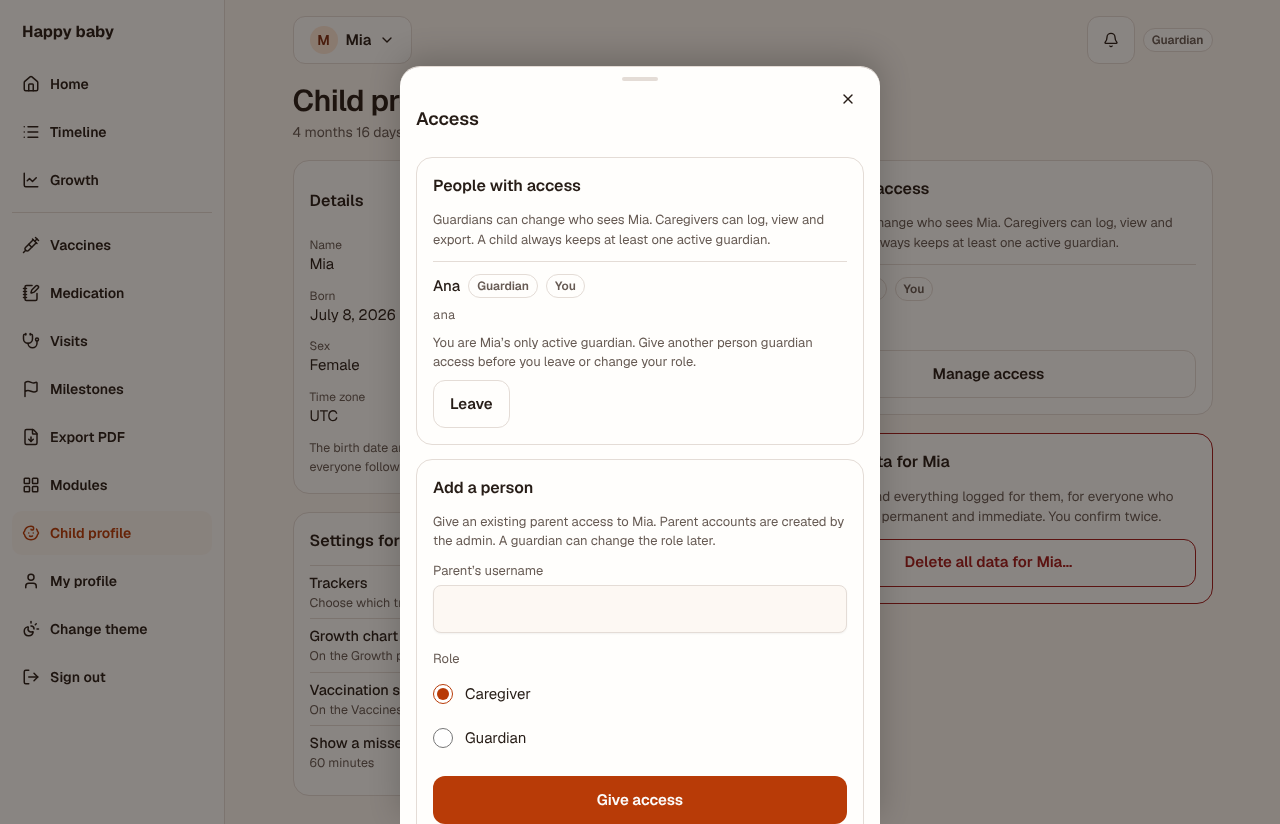 Happy baby
Home
Timeline
Growth
Vaccines
Medication
Visits
Milestones
Export PDF
Modules
Child profile
My profile
Change theme
Sign out
M Mia
Guardian
Child pr
4 months 16 days
Details
Name
Mia
Born
July 8, 2026
Sex
Female
Time zone
UTC
The birth date
everyone follow
Settings for
Trackers
Choose which
Growth chart
On the Growth
Vaccination
On the Vaccines
Show a misse
60 minutes
Access
People with access
Guardians can change who sees Mia. Caregivers can log, view and
export. A child always keeps at least one active guardian.
Ana Guardian You
ana
You are Mia's only active guardian. Give another person guardian
access before you leave or change your role.
Leave
Add a person
Give an existing parent access to Mia. Parent accounts are created by
the admin. A guardian can change the role later.
Parent's username
Role
Caregiver
Guardian
Give access
access
hange who sees Mia. Caregivers can log, view and
ways keeps at least one active guardian.
You
Manage access
ta for Mia
d everything logged for them, for everyone who
permanent and immediate. You confirm twice.
Delete all data for Mia...